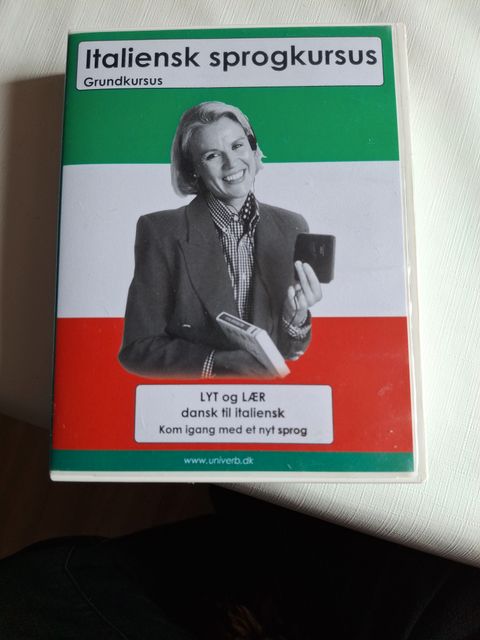 Italiensk sprogkursus
Grundkursus
LYT og LÆR
dansk til italiensk
Kom igang med et nyt sprog
www.univerb.dk